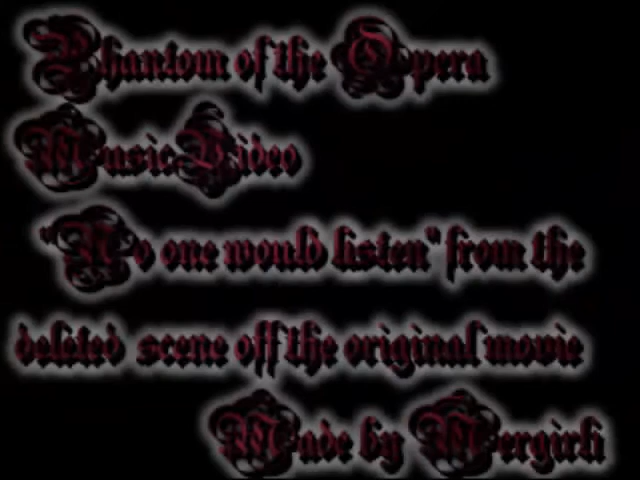 Phantom of the Opera
Music Video
"No one would listen" from the
deleted scene off the original movie
Made by Mergirli